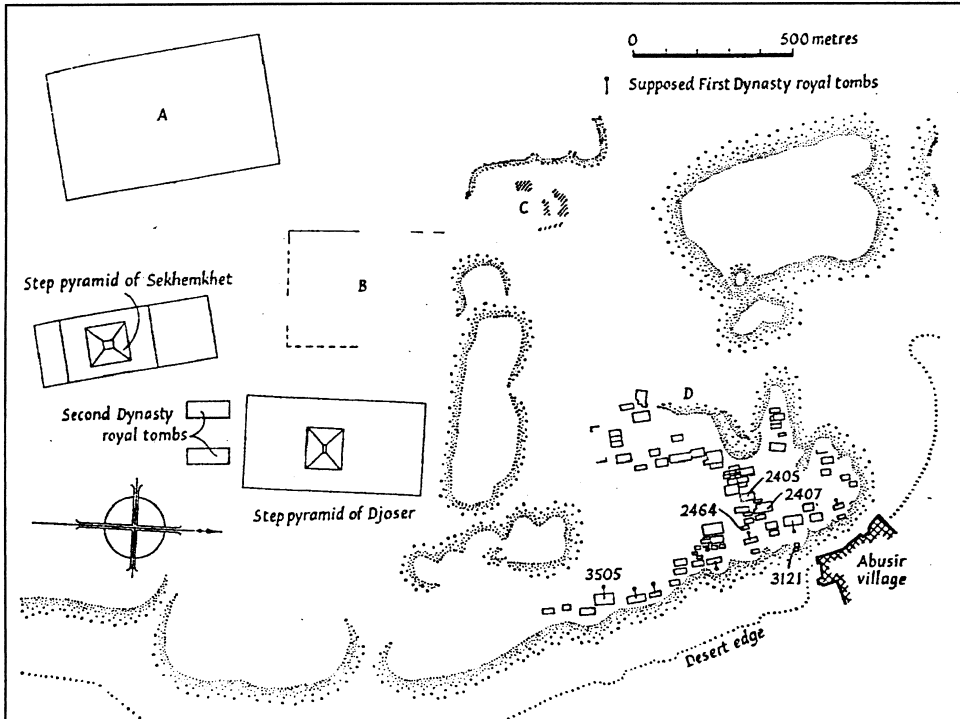 0 500 metres
Supposed First Dynasty royal tombs
A
C
B
Step pyramid of Sekhemkhet
Second Dynasty
royal tombs
Step pyramid of Djoser
D
2405
2407
2464
3505
3121
Abusir
village
Desert edge